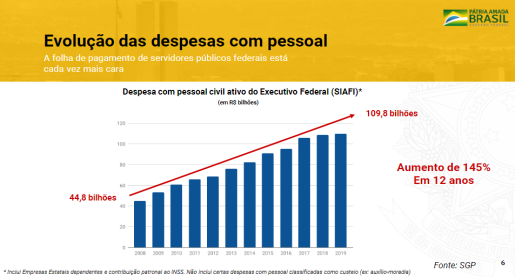 PÁTRIA AMADA
BRASIL
Evolução das despesas com pessoal
A folha de pagamento de servidores públicos federais está
cada vez mais cara
Despesa com pessoal civil ativo do Executivo Federal (SIAFI)*
(em R$ bilhões)
109,8 bilhões
120
100
80
60
40
20
0
44,8 bilhões
2008 2009 2010 2011 2012 2013 2014 2015 2016 2017 2018 2019
Aumento de 145%
Em 12 anos
Fonte: SGP
6
* Inclui Empresas Estatais dependentes e contribuição patronal ao INSS. Não inclui certas despesas com pessoal classificadas como custeio (ex: auxílio-moradia)